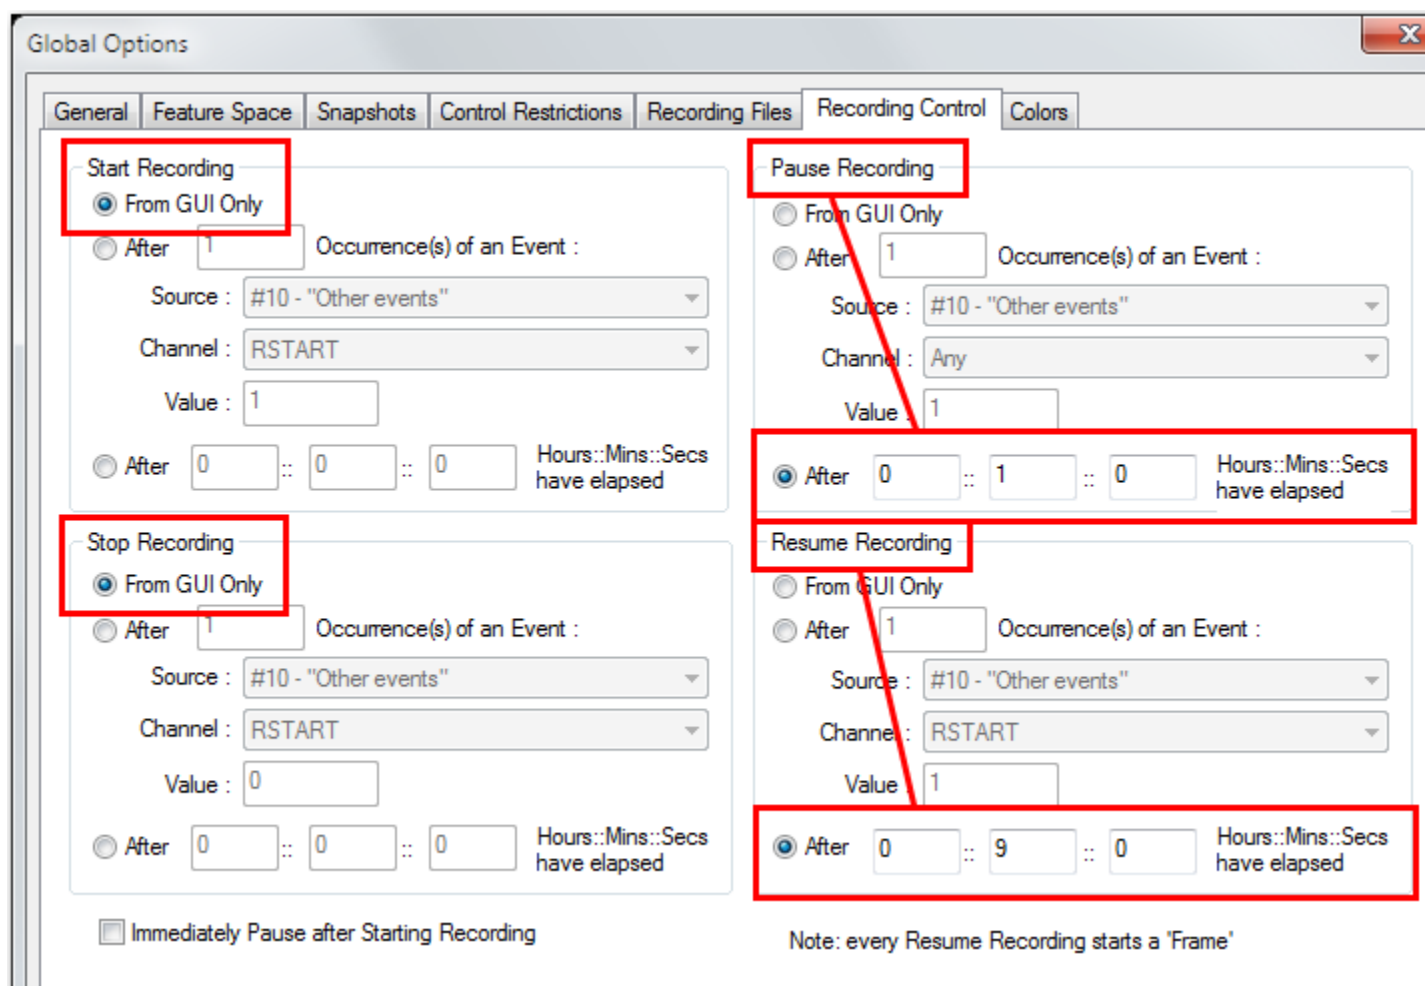 Global Options
X
General Feature Space Snapshots Control Restrictions Recording Files Recording Control Colors
Start Recording
From GUI Only
After 1 Occurrence(s) of an Event :
Source : #10 - "Other events"
Channel : RSTART
Value : 1
After 0 :: 0 :: 0 Hours::Mins::Secs
have elapsed
Pause Recording
From GUI Only
After 1 Occurrence(s) of an Event :
Source : #10 - "Other events"
Channel : Any
Value : 1
After 0 :: 1 :: 0 Hours::Mins::Secs
have elapsed
Stop Recording
From GUI Only
After 1 Occurrence(s) of an Event :
Source : #10 - "Other events"
Channel : RSTART
Value : 0
After 0 :: 0 :: 0 Hours::Mins::Secs
have elapsed
Resume Recording
From GUI Only
After 1 Occurrence(s) of an Event :
Source : #10 - "Other events"
Channel : RSTART
Value : 1
After 0 :: 9 :: 0 Hours::Mins::Secs
have elapsed
Immediately Pause after Starting Recording
Note: every Resume Recording starts a 'Frame'